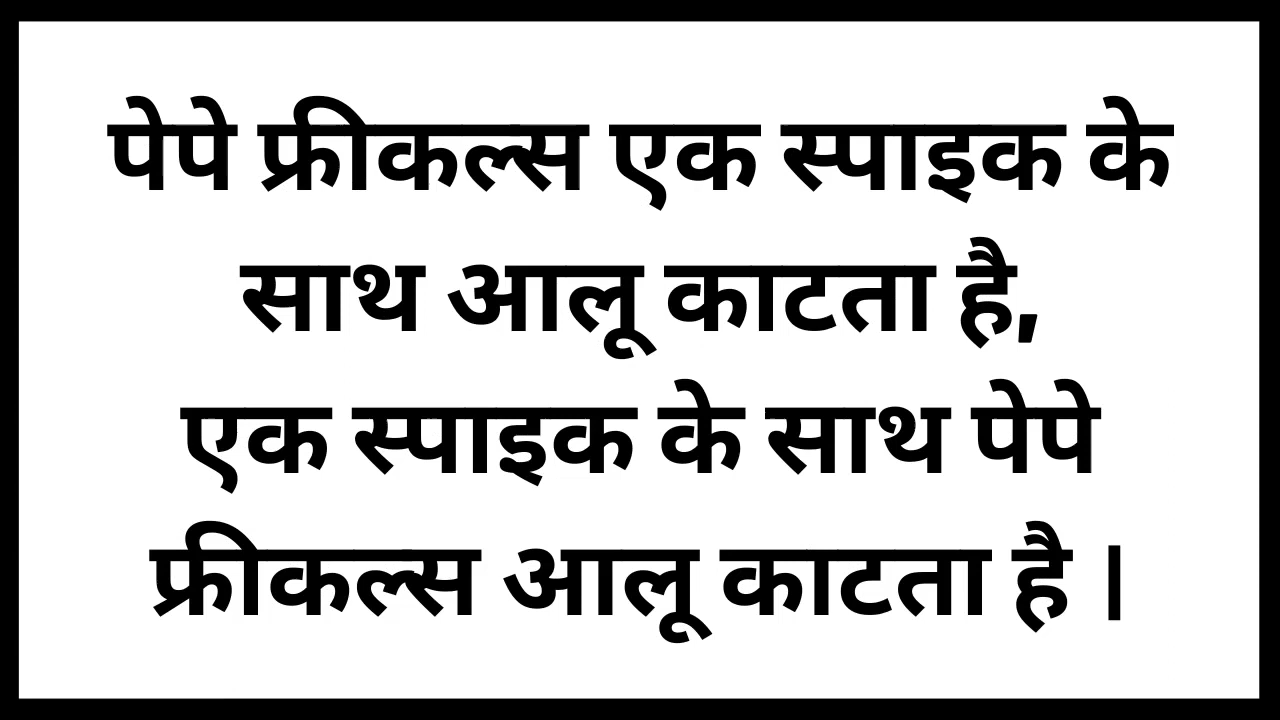 पेपे फ्रीकल्स एक स्पाइक के
साथ आलू काटता है,
एक स्पाइक के साथ पेपे
फ्रीकल्स आलू काटता है |